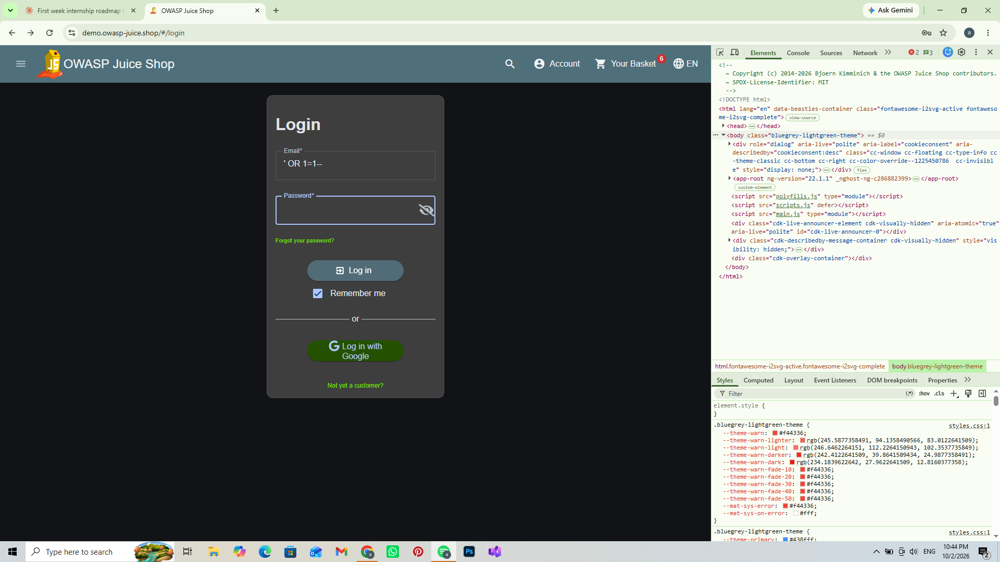 First week internship roadmap
OWASP Juice Shop
Ask Gemini
demo.owasp-juice.shop/#/login
a
JS
OWASP Juice Shop
Account
Your Basket
6
EN
Login
Email*
' OR 1=1--
Password*
Forgot your password?
Log in
Remember me
or
G Log in with
Google
Not yet a customer?
Elements
Console
Sources
Network
2
3
<!--
~ Copyright (c) 2014-2026 Bjoern Kimminich & the OWASP Juice Shop contributors.
~ SPDX-License-Identifier: MIT
-->
<!DOCTYPE html>
<html lang="en" data-beasties-container class="fontawesome-i2svg-active fontaweso
me-i2svg-complete"> view-source
<head> ⋯ </head>
⋯ <body class="bluegrey-lightgreen-theme"> == $0
<div role="dialog" aria-live="polite" aria-label="cookieconsent" aria-
describedby="cookieconsent:desc" class="cc-window cc-floating cc-type-info cc
-theme-classic cc-bottom cc-right cc-color-override--1225450786  cc-invisibl
e" style="display: none;"> ⋯ </div> flex
<app-root ng-version="22.1.1" _nghost-ng-c286882399> ⋯ </app-root>
custom-element
<script src="polyfills.js" type="module"></script>
<script src="scripts.js" defer></script>
<script src="main.js" type="module"></script>
<div class="cdk-live-announcer-element cdk-visually-hidden" aria-atomic="true"
aria-live="polite" id="cdk-live-announcer-0"></div>
<div class="cdk-describedby-message-container cdk-visually-hidden" style="vis
ibility: hidden;"> ⋯ </div>
<div class="cdk-overlay-container"></div>
</body>
</html>
html.fontawesome-i2svg-active.fontawesome-i2svg-complete
body.bluegrey-lightgreen-theme
Styles
Computed
Layout
Event Listeners
DOM breakpoints
Properties
Filter
(.*)
:hov
.cls
element.style {
}
.bluegrey-lightgreen-theme {
styles.css:1
--theme-warn: #f44336;
--theme-warn-lighter: rgb(245.5877358491, 94.1358490566, 83.0122641509);
--theme-warn-light: rgb(246.6462264151, 112.2264150943, 102.3537735849);
--theme-warn-darker: rgb(242.4122641509, 39.8641509434, 24.9877358491);
--theme-warn-dark: rgb(234.1839622642, 27.9622641509, 12.8160377358);
--theme-warn-fade-10: #f44336;
--theme-warn-fade-20: #f44336;
--theme-warn-fade-30: #f44336;
--theme-warn-fade-40: #f44336;
--theme-warn-fade-50: #f44336;
--mat-sys-error: #f44336;
--mat-sys-on-error: #fff;
}
.bluegrey-lightgreen-theme {
styles.css:1
--theme-primary: #438fff;
Type here to search
a
a
Ps
ENG
10:44 PM
10/2/2026
2